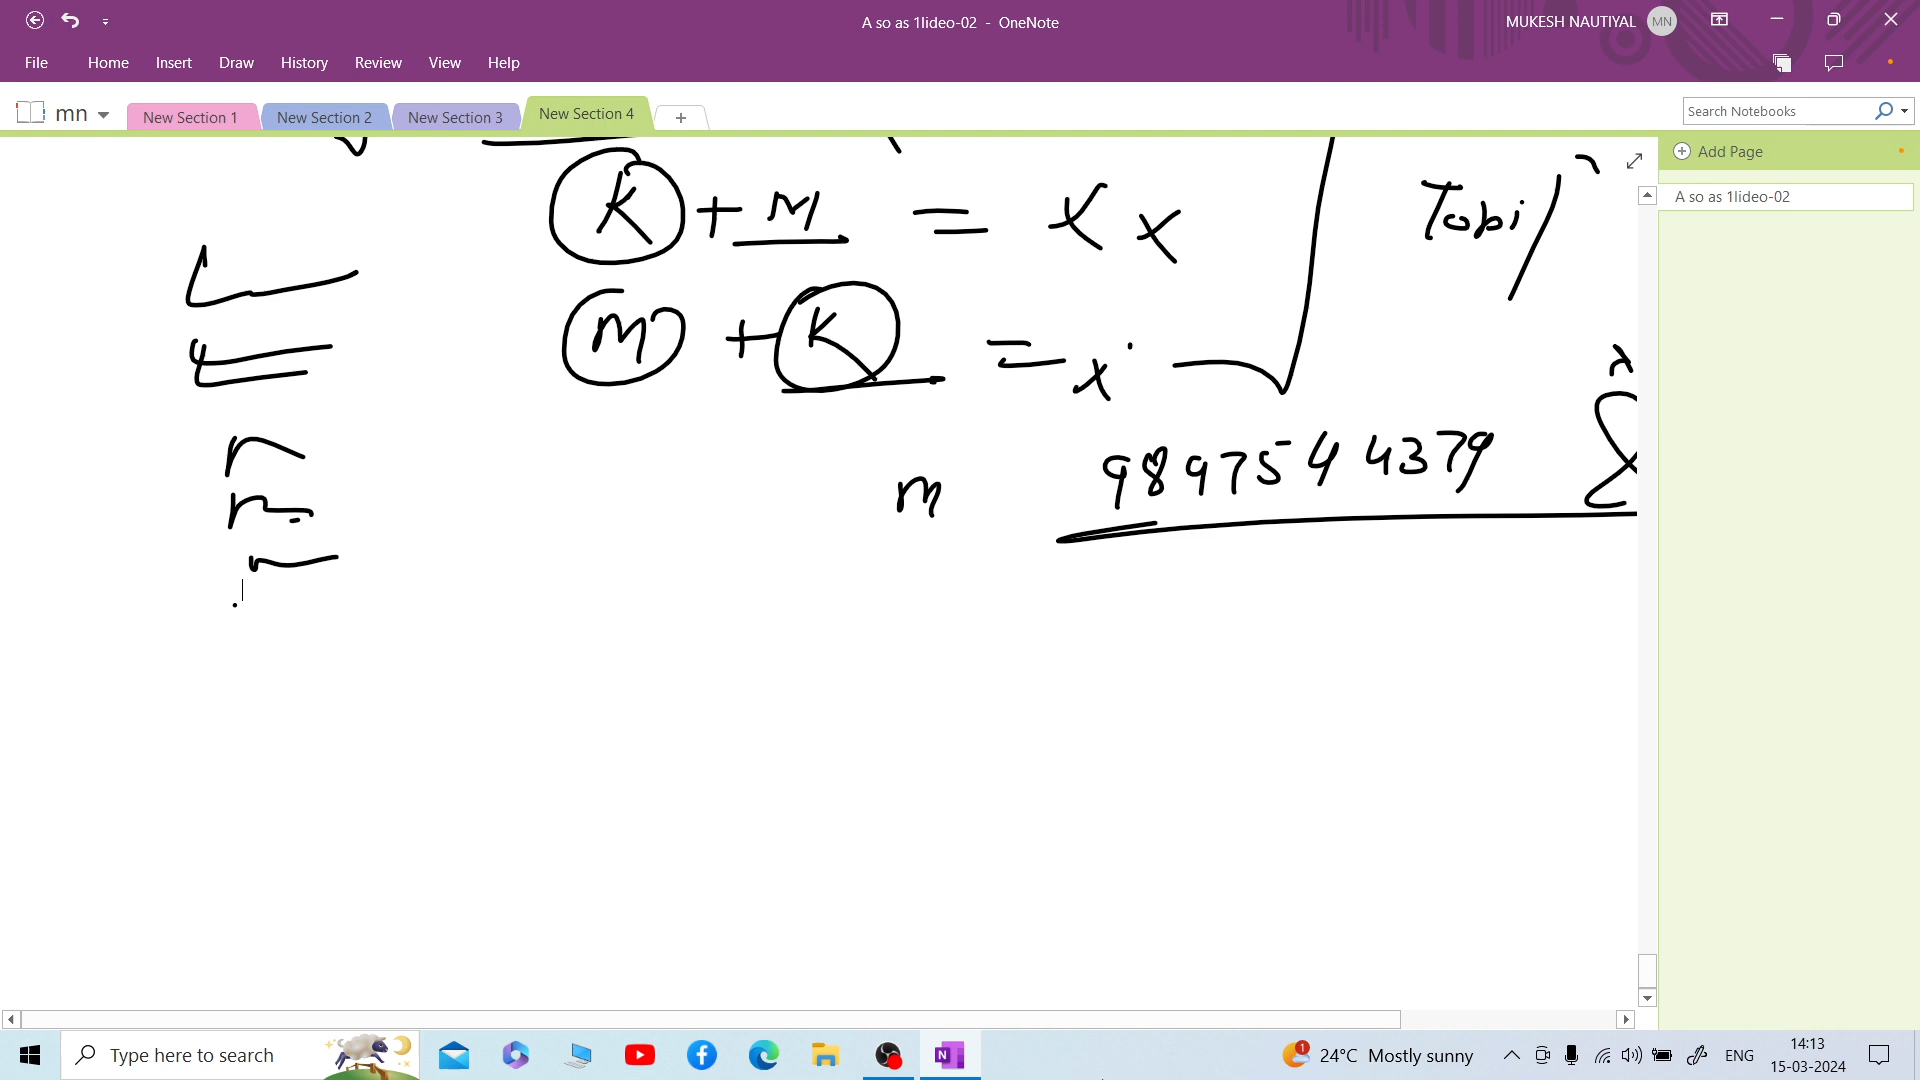 A so as 1lideo-02 - OneNote
MUKESH NAUTIYAL MN
File Home Insert Draw History Review View Help
mn New Section 1 New Section 2 New Section 3 New Section 4 +
Search Notebooks
Add Page
A so as 1lideo-02
K + M = x x
Tobi
M + K = x
m 9897544379
Type here to search
1
24°C Mostly sunny
ENG
14:13
15-03-2024